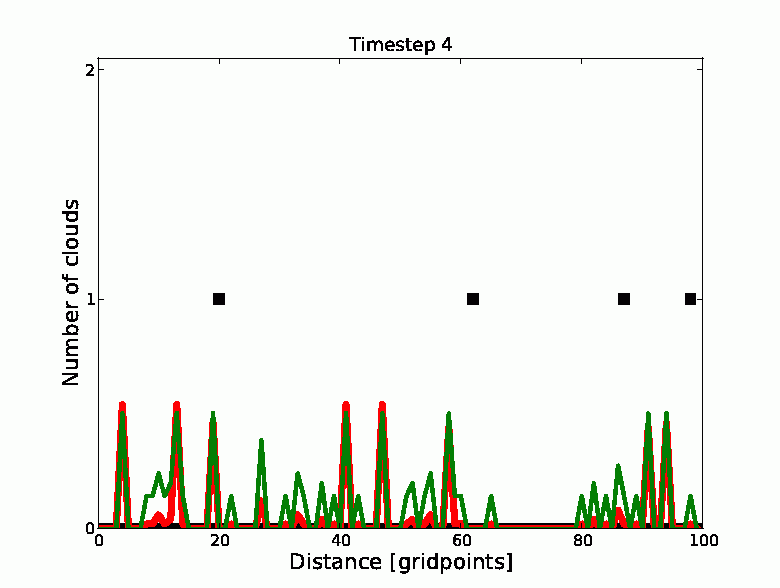 Timestep 4
2
1
0
Number of clouds
0 20 40 60 80 100
Distance [gridpoints]